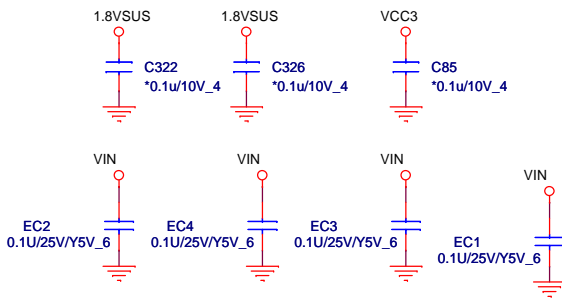 1.8VSUS
1.8VSUS
VCC3
C322
*0.1u/10V_4
C326
*0.1u/10V_4
C85
*0.1u/10V_4
VIN
VIN
VIN
VIN
EC2
0.1U/25V/Y5V_6
EC4
0.1U/25V/Y5V_6
EC3
0.1U/25V/Y5V_6
EC1
0.1U/25V/Y5V_6